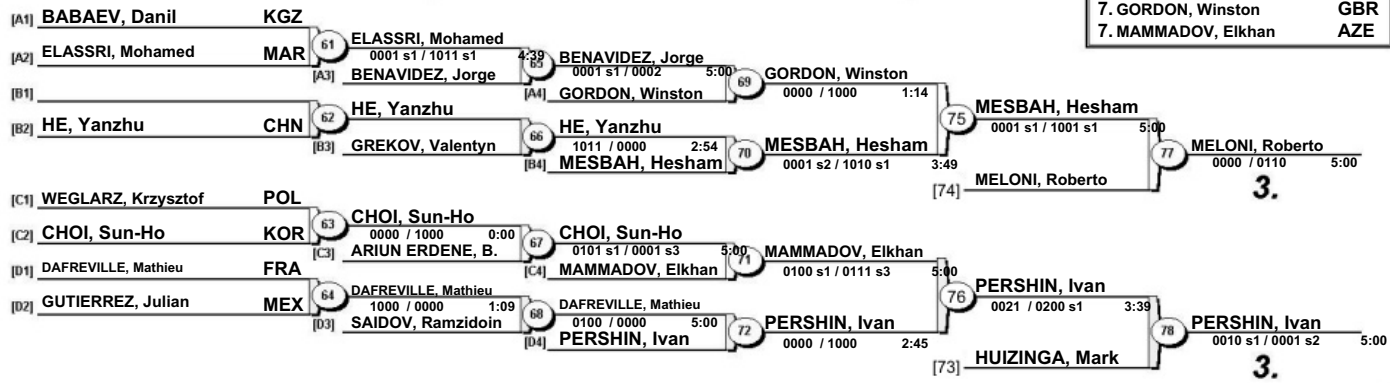 7. GORDON, Winston GBR
7. MAMMADOV, Elkhan AZE
[A1] BABAEV, Danil KGZ
[A2] ELASSRI, Mohamed MAR
61
ELASSRI, Mohamed
0001 s1 / 1011 s1 4:39
[A3] BENAVIDEZ, Jorge
65
BENAVIDEZ, Jorge
0001 s1 / 0002 5:00
[A4] GORDON, Winston
69
GORDON, Winston
0000 / 1000 1:14
[B1]
[B2] HE, Yanzhu CHN
62
HE, Yanzhu
[B3] GREKOV, Valentyn
66
HE, Yanzhu
1011 / 0000 2:54
[B4] MESBAH, Hesham
70
MESBAH, Hesham
0001 s2 / 1010 s1 3:49
75
MESBAH, Hesham
0001 s1 / 1001 s1 5:00
[74] MELONI, Roberto
77
MELONI, Roberto
0000 / 0110 5:00
3.
[C1] WEGLARZ, Krzysztof POL
[C2] CHOI, Sun-Ho KOR
63
CHOI, Sun-Ho
0000 / 1000 0:00
[C3] ARIUN ERDENE, B.
67
CHOI, Sun-Ho
0101 s1 / 0001 s3 5:00
[C4] MAMMADOV, Elkhan
71
MAMMADOV, Elkhan
0100 s1 / 0111 s3 5:00
[D1] DAFREVILLE, Mathieu FRA
[D2] GUTIERREZ, Julian MEX
64
DAFREVILLE, Mathieu
1000 / 0000 1:09
[D3] SAIDOV, Ramzidoin
68
DAFREVILLE, Mathieu
0100 / 0000 5:00
[D4] PERSHIN, Ivan
72
PERSHIN, Ivan
0000 / 1000 2:45
76
PERSHIN, Ivan
0021 / 0200 s1 3:39
[73] HUIZINGA, Mark
78
PERSHIN, Ivan
0010 s1 / 0001 s2 5:00
3.